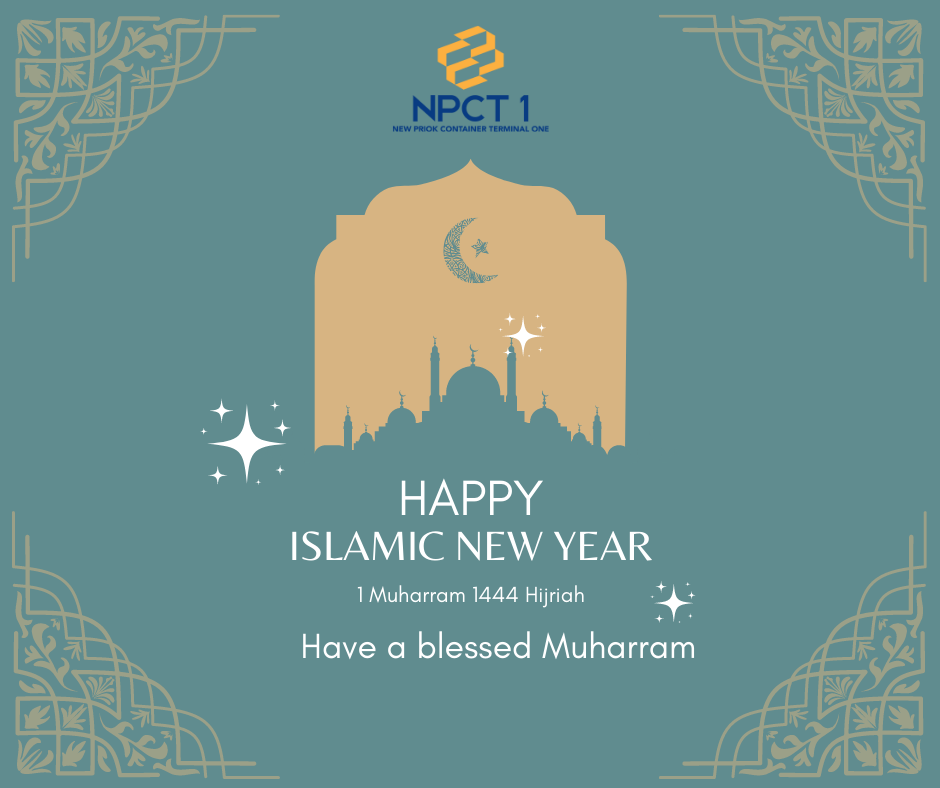 NPCT 1
NEW PRIOK CONTAINER TERMINAL ONE
HAPPY
ISLAMIC NEW YEAR
1 Muharram 1444 Hijriah
Have a blessed Muharram